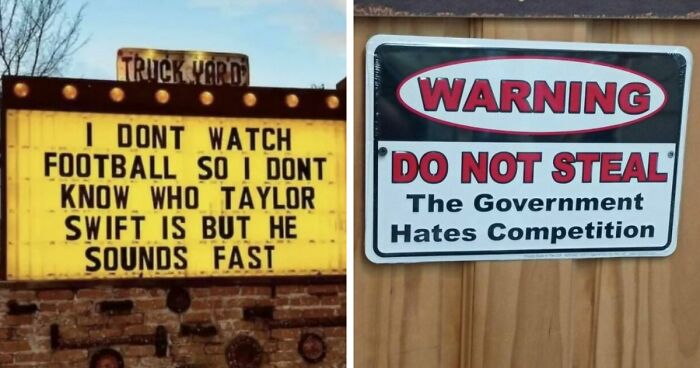 TRUCK YARD
I DONT WATCH
FOOTBALL SO I DONT
KNOW WHO TAYLOR
SWIFT IS BUT HE
SOUNDS FAST
WARNING
DO NOT STEAL
The Government
Hates Competition